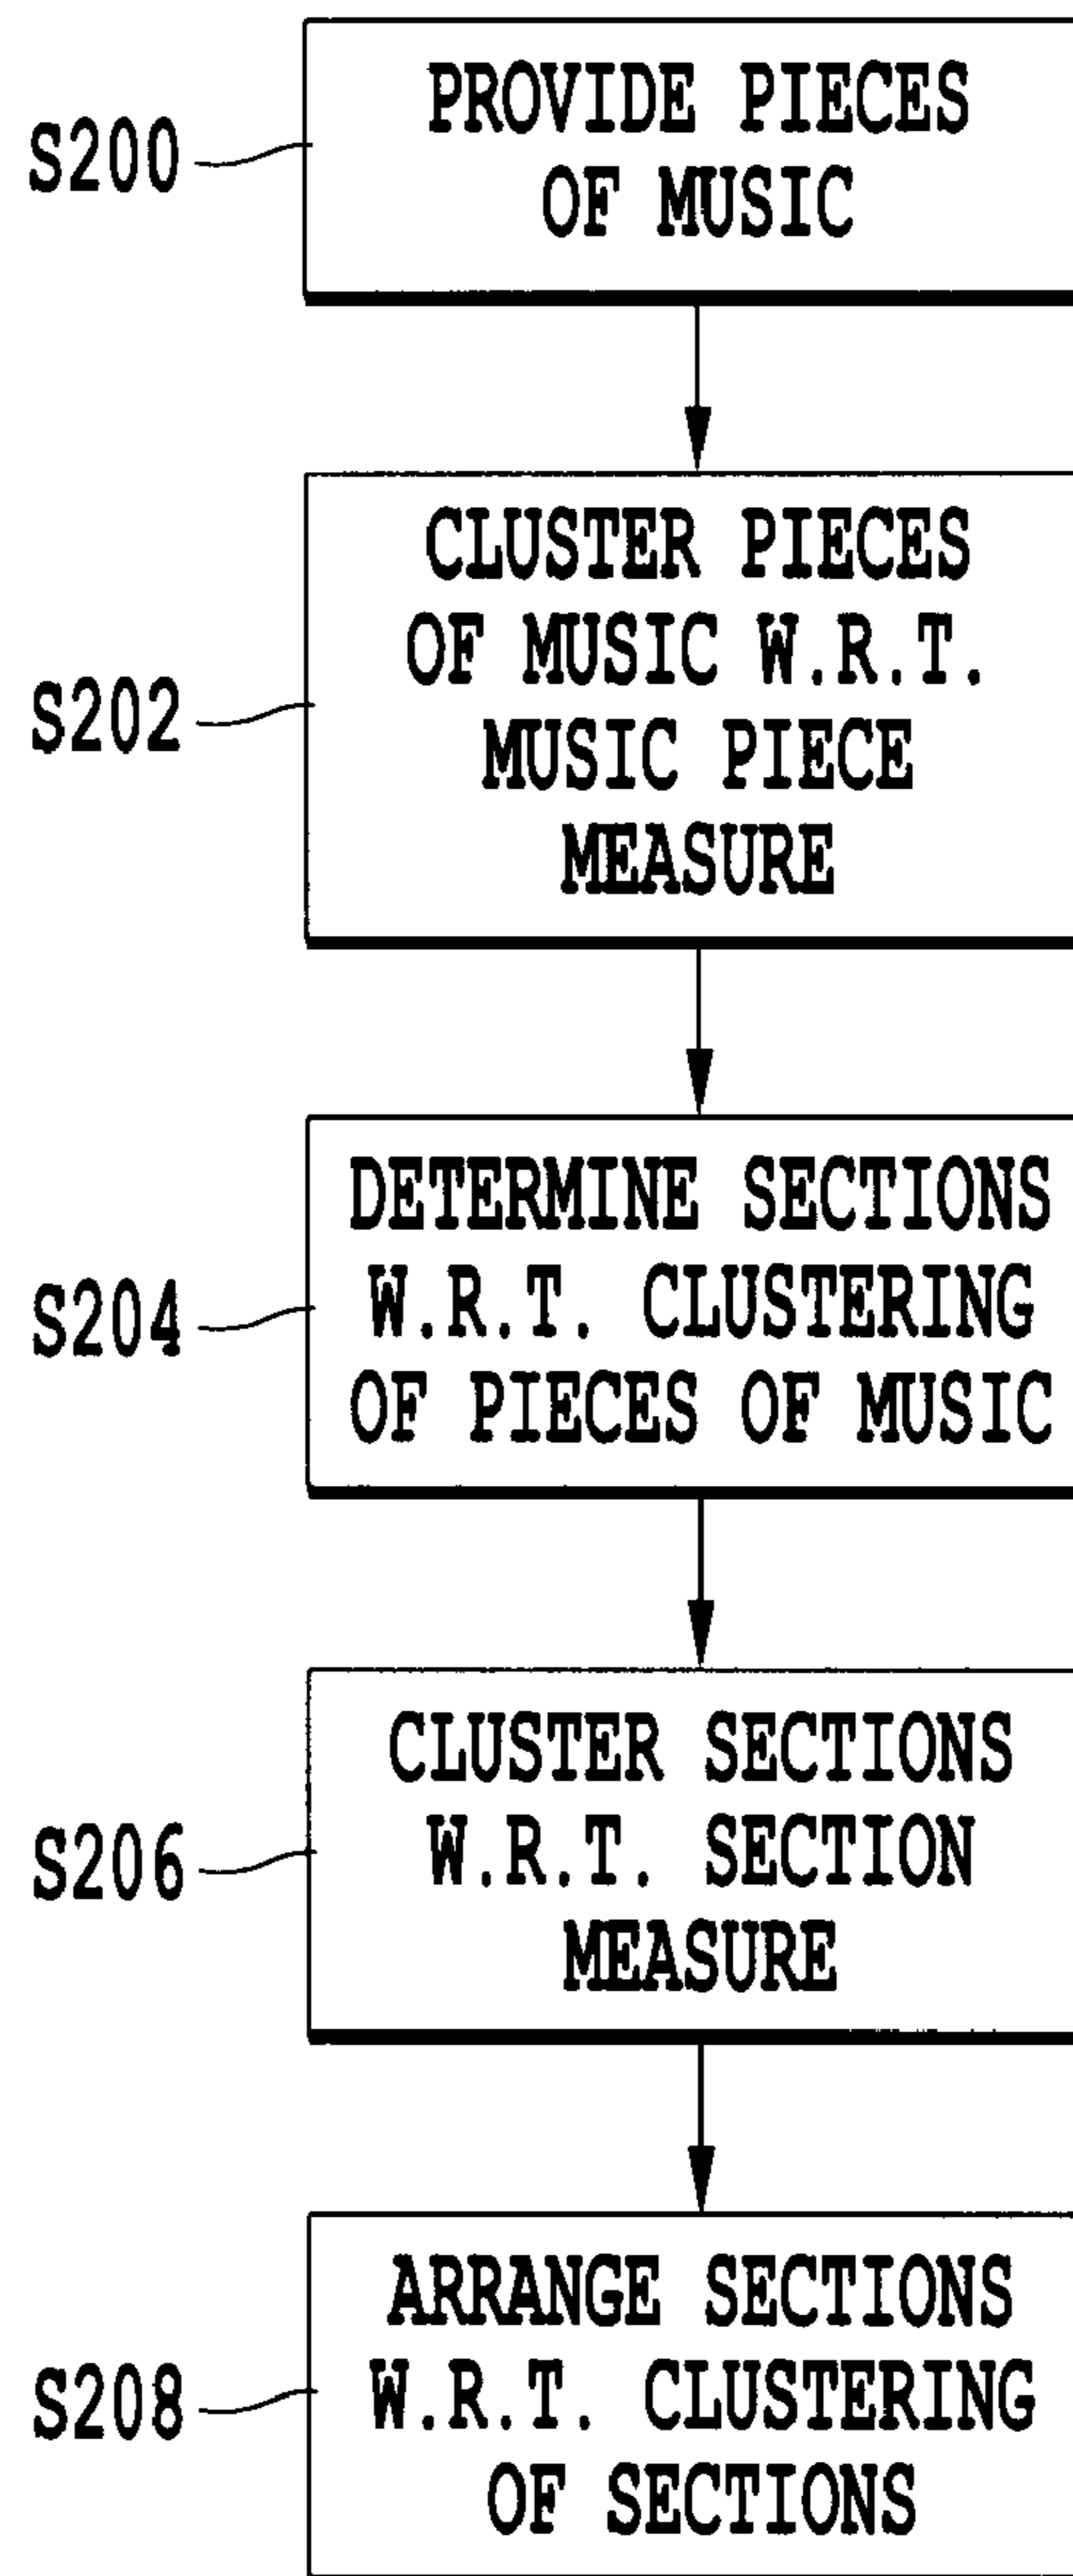 S200
PROVIDE PIECES
OF MUSIC
S202
CLUSTER PIECES
OF MUSIC W.R.T.
MUSIC PIECE
MEASURE
S204
DETERMINE SECTIONS
W.R.T. CLUSTERING
OF PIECES OF MUSIC
S206
CLUSTER SECTIONS
W.R.T. SECTION
MEASURE
S208
ARRANGE SECTIONS
W.R.T. CLUSTERING
OF SECTIONS